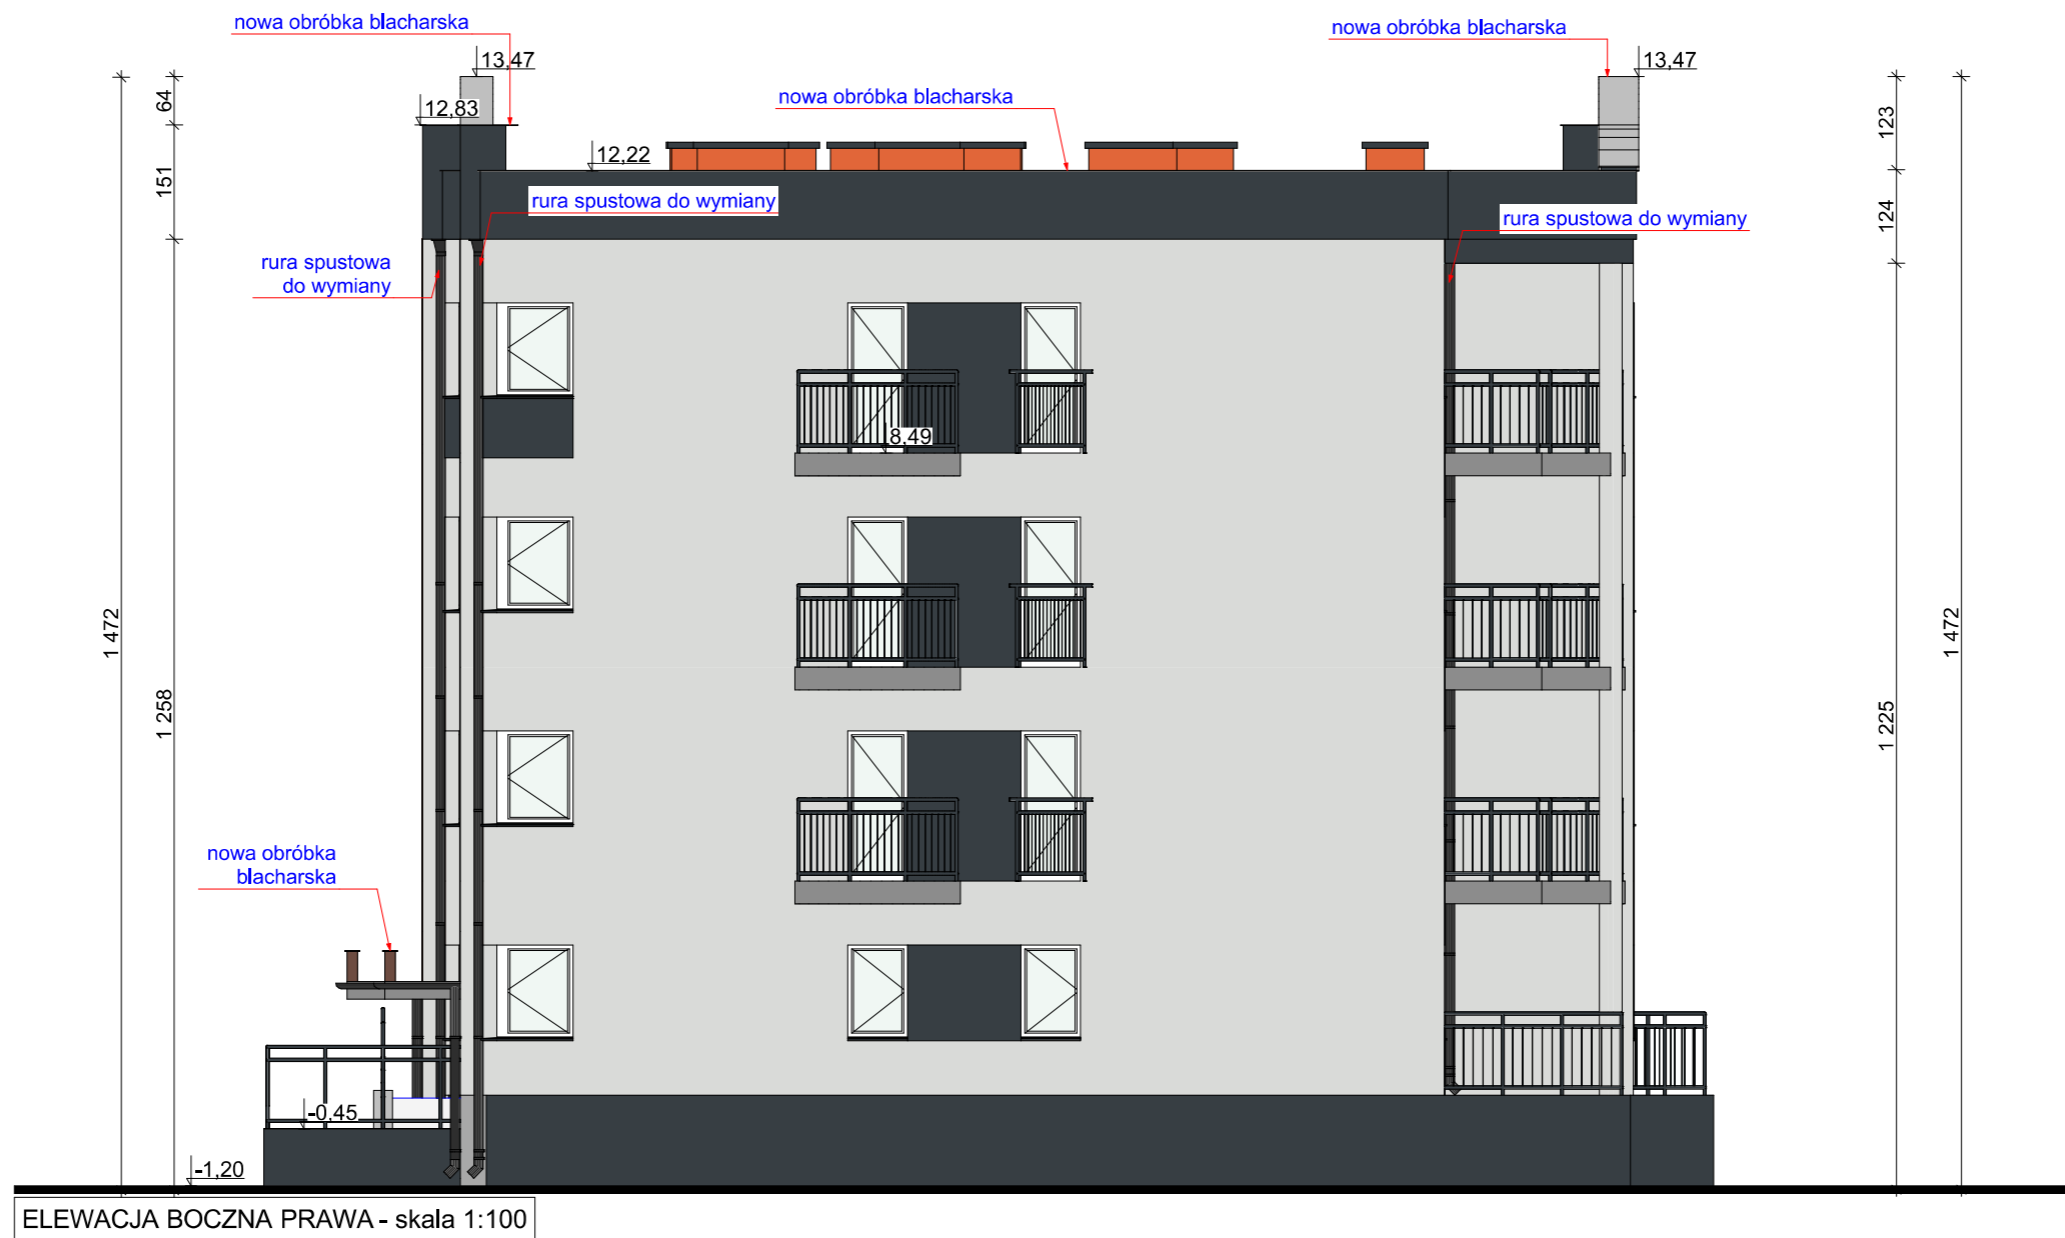 nowa obróbka blacharska
nowa obróbka blacharska
13,47
13,47
64
12,83
nowa obróbka blacharska
123
12,22
151
rura spustowa do wymiany
124
rura spustowa do wymiany
rura spustowa
do wymiany
8,49
1 472
1 472
1 258
1 225
nowa obróbka
blacharska
-0,45
-1,20
ELEWACJA BOCZNA PRAWA - skala 1:100